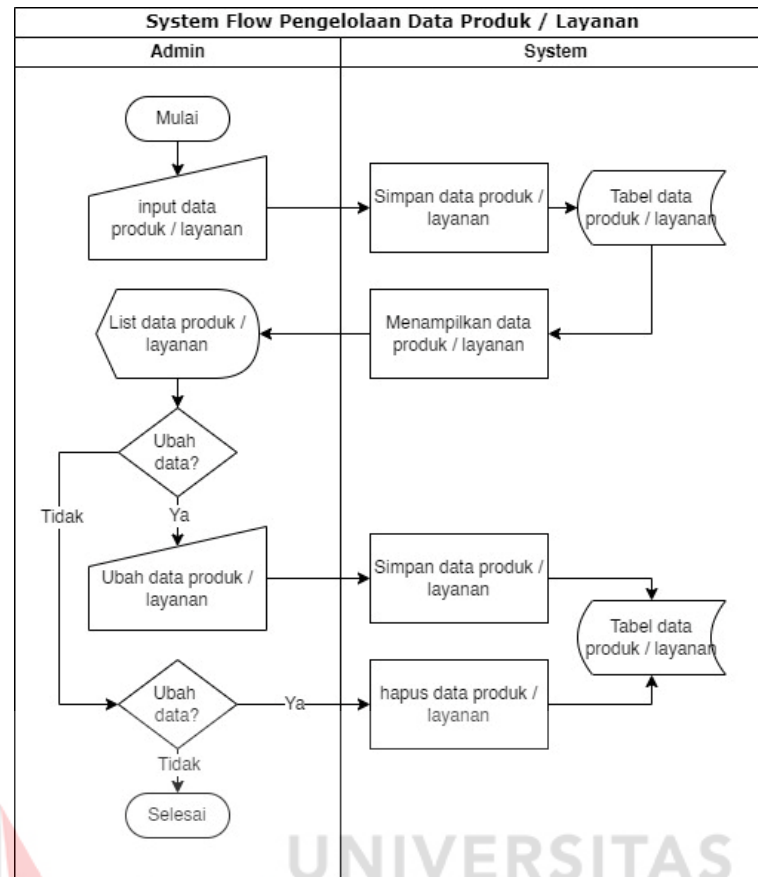 System Flow Pengelolaan Data Produk / Layanan
Admin
System
Mulai
input data
produk / layanan
Simpan data produk /
layanan
Tabel data
produk / layanan
List data produk /
layanan
Menampilkan data
produk / layanan
Ubah
data?
Tidak
Ya
Ubah data produk /
layanan
Simpan data produk /
layanan
Tabel data
produk / layanan
Ubah
data?
Ya
hapus data produk /
layanan
Tidak
Selesai
UNIVERSITAS